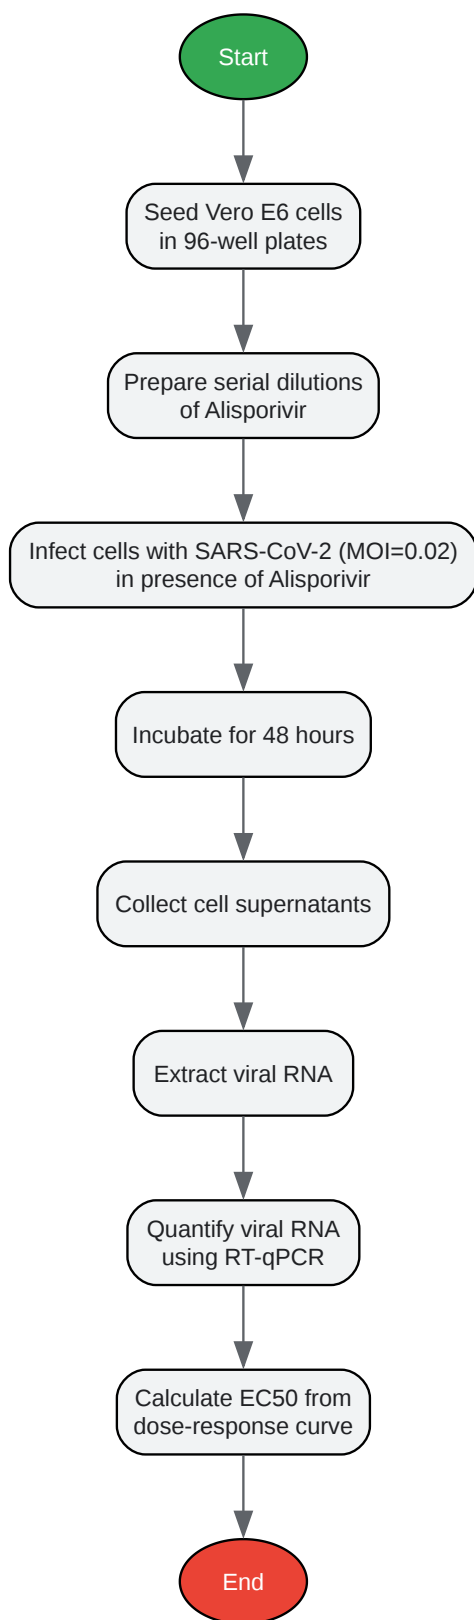 Start
Seed Vero E6 cells
in 96-well plates
Prepare serial dilutions
of Alisporivir
Infect cells with SARS-CoV-2 (MOI=0.02)
in presence of Alisporivir
Incubate for 48 hours
Collect cell supernatants
Extract viral RNA
Quantify viral RNA
using RT-qPCR
Calculate EC50 from
dose-response curve
End